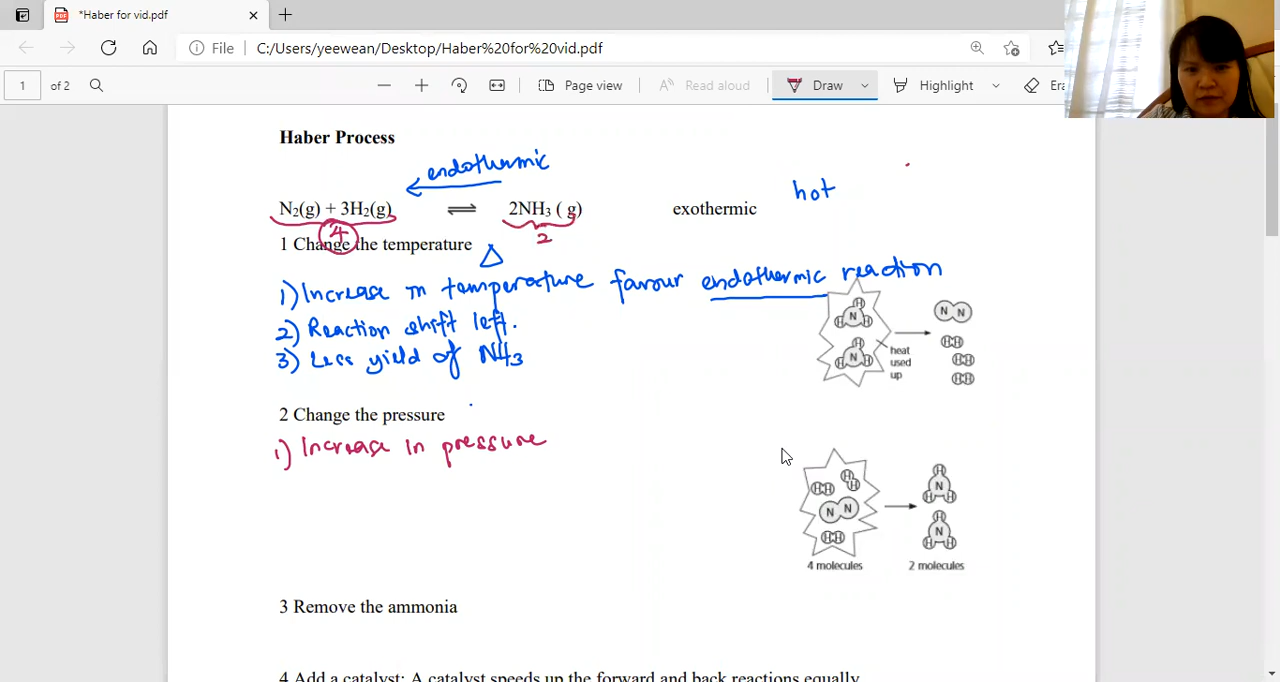 *Haber for vid.pdf
File C:/Users/yeewean/Desktop/Haber%20for%20vid.pdf
1 of 2 Page view Read aloud Draw Highlight Era
Haber Process
endothermic
hot
N2(g) + 3H2(g) ⇌ 2NH3 ( g) exothermic
4 2
1 Change the temperature
Δ
1) Increase in temperature favour endothermic reaction
2) Reaction shift left.
3) Less yield of NH3
H N H H
H N H H
heat
used
up
N N
H H
H H
H H
2 Change the pressure
1) Increase in pressure
H H H H
N N
H H
H N H H
H N H H
4 molecules 2 molecules
3 Remove the ammonia
4 Add a catalyst: A catalyst speeds up the forward and back reactions equally